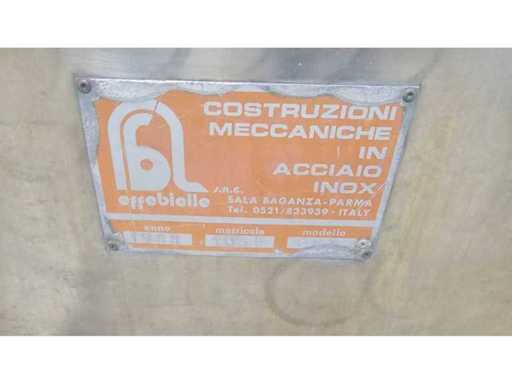 COSTRUZIONI
MECCANICHE
IN
ACCIAIO
INOX
effebielle s.n.c.
SALA BAGANZA-PARMA
Tel. 0521/833939 - ITALY
anno matricola modello